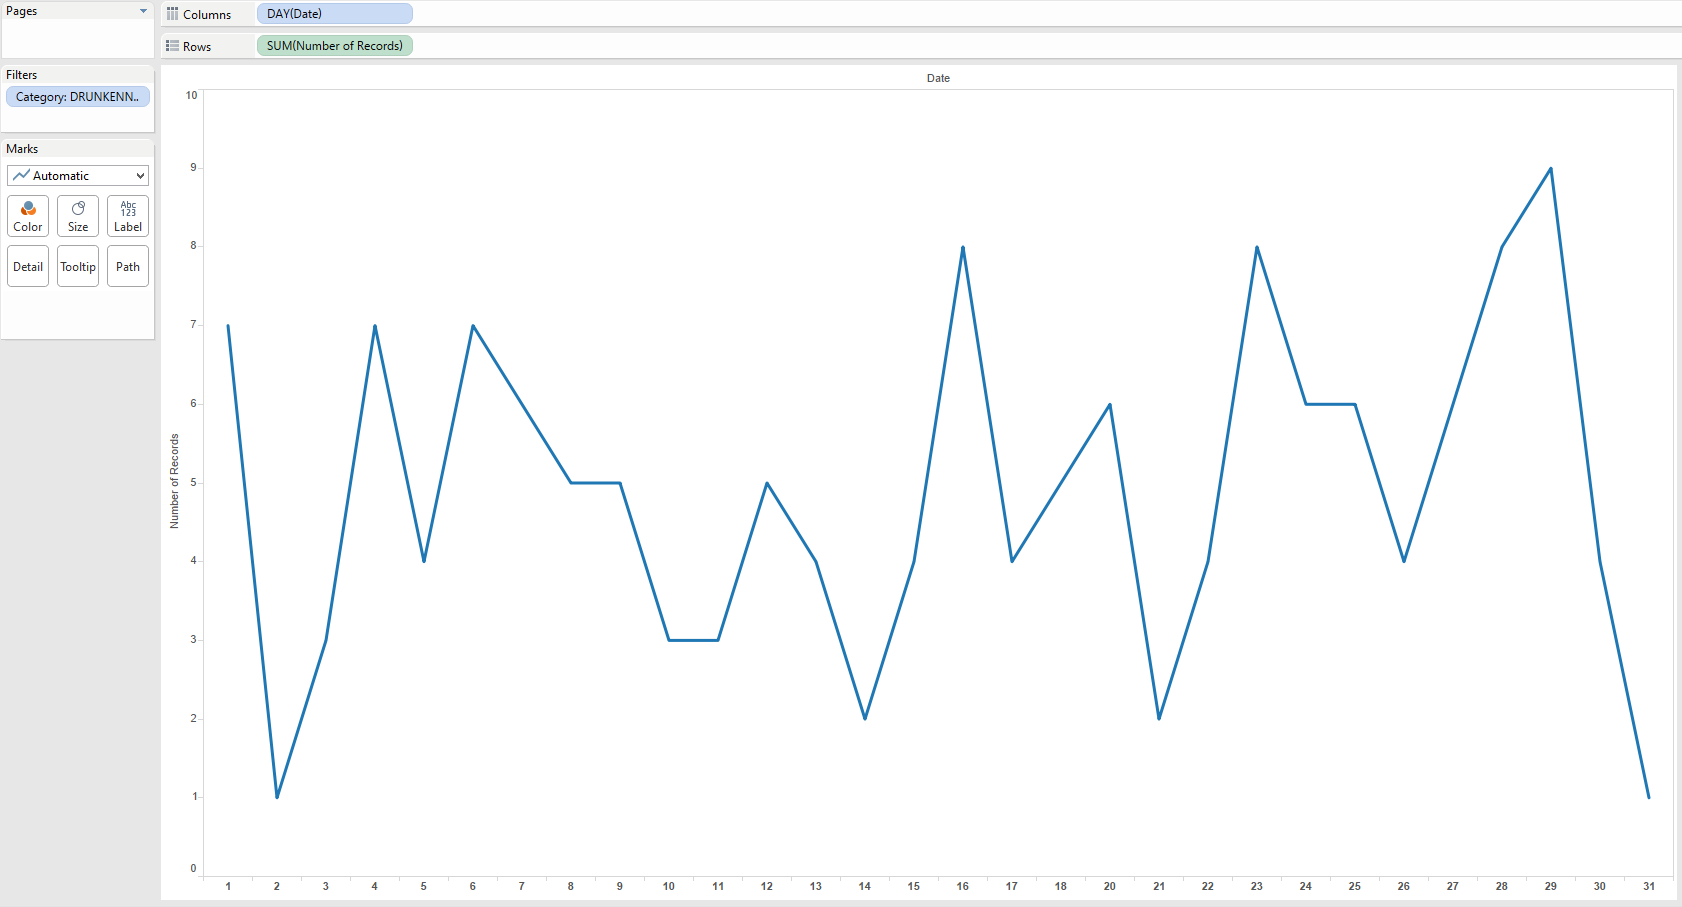 Pages
Columns
DAY(Date)
Rows
SUM(Number of Records)
Filters
Category: DRUNKENN..
Marks
Automatic
Color
Size
Abc
123
Label
Detail
Tooltip
Path
Date
Number of Records
10
9
8
7
6
5
4
3
2
1
0
1 2 3 4 5 6 7 8 9 10 11 12 13 14 15 16 17 18 20 21 22 23 24 25 26 27 28 29 30 31